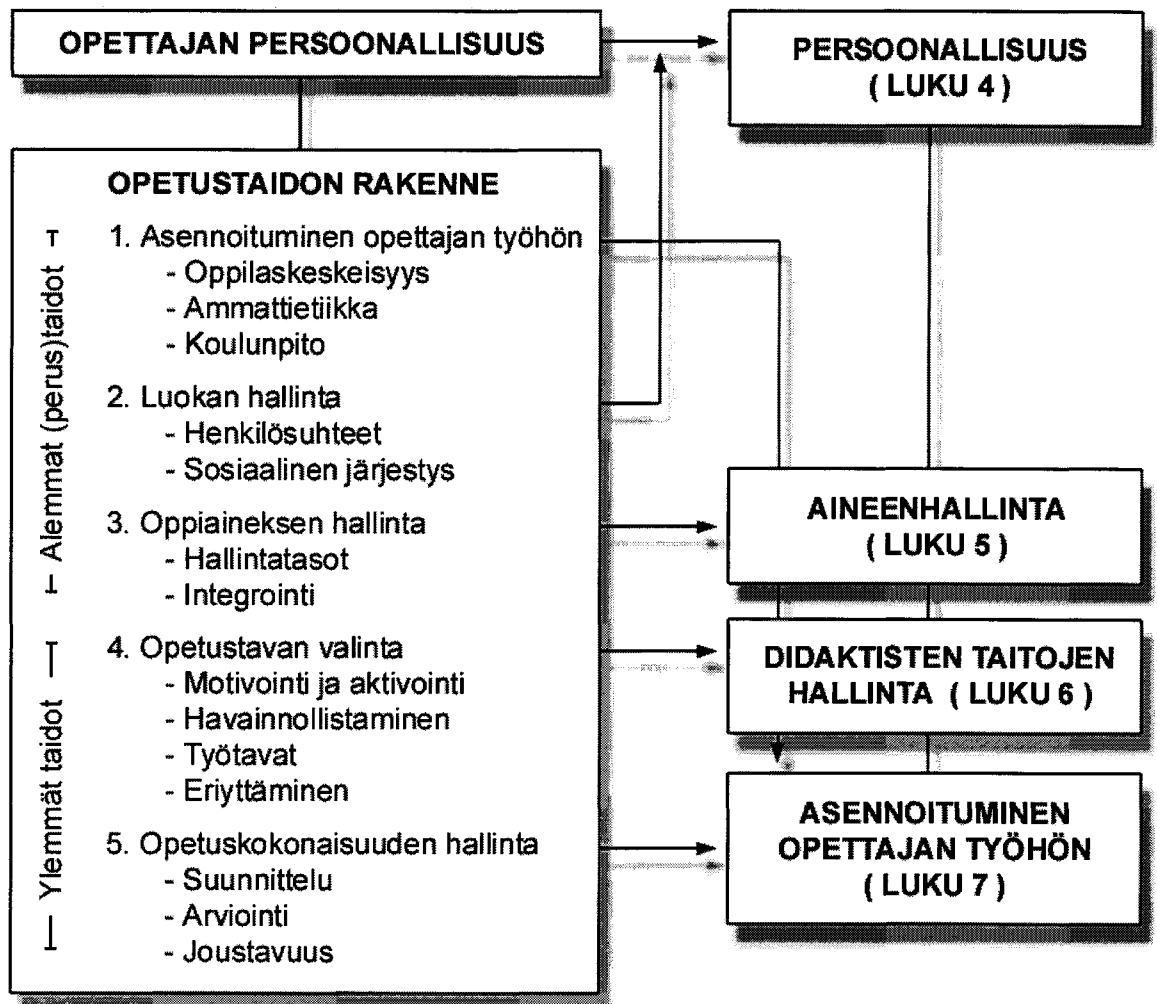 OPETTAJAN PERSOONALLISUUS
PERSOONALLISUUS
( LUKU 4 )
OPETUSTAIDON RAKENNE
Alemmat (perus)taidot
1. Asennoituminen opettajan työhön
- Oppilaskeskeisyys
- Ammattietiikka
- Koulunpito
2. Luokan hallinta
- Henkilösuhteet
- Sosiaalinen järjestys
3. Oppiaineksen hallinta
- Hallintatasot
- Integrointi
Ylemmät taidot
4. Opetustavan valinta
- Motivointi ja aktivointi
- Havainnollistaminen
- Työtavat
- Eriyttäminen
5. Opetuskokonaisuuden hallinta
- Suunnittelu
- Arviointi
- Joustavuus
AINEENHALLINTA
( LUKU 5 )
DIDAKTISTEN TAITOJEN
HALLINTA ( LUKU 6 )
ASENNOITUMINEN
OPETTAJAN TYÖHÖN
( LUKU 7 )